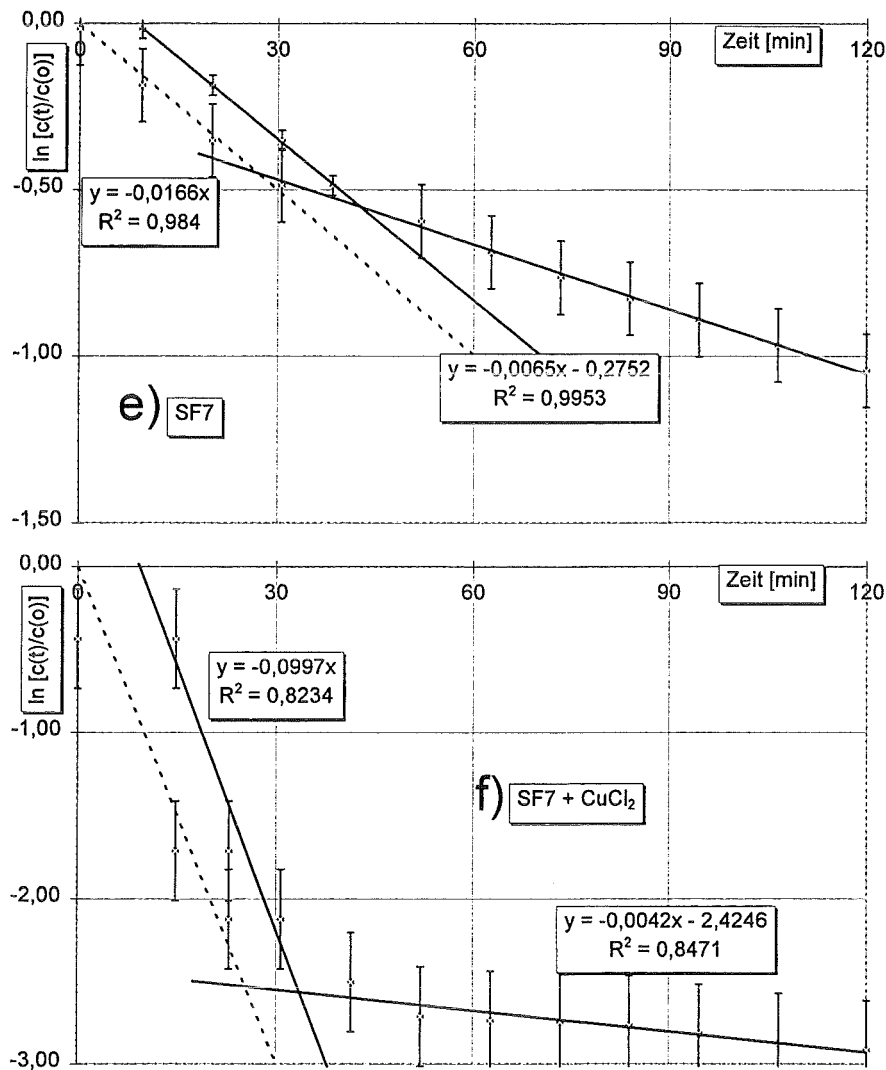 0,00
0
30
60
90
120
Zeit [min]
ln [c(t)/c(o)]
-0,50
y = -0,0166x
R² = 0,984
-1,00
y = -0,0065x - 0,2752
R² = 0,9953
e) SF7
-1,50
0,00
0
30
60
90
120
Zeit [min]
ln [c(t)/c(o)]
y = -0,0997x
R² = 0,8234
-1,00
f) SF7 + CuCl₂
-2,00
y = -0,0042x - 2,4246
R² = 0,8471
-3,00